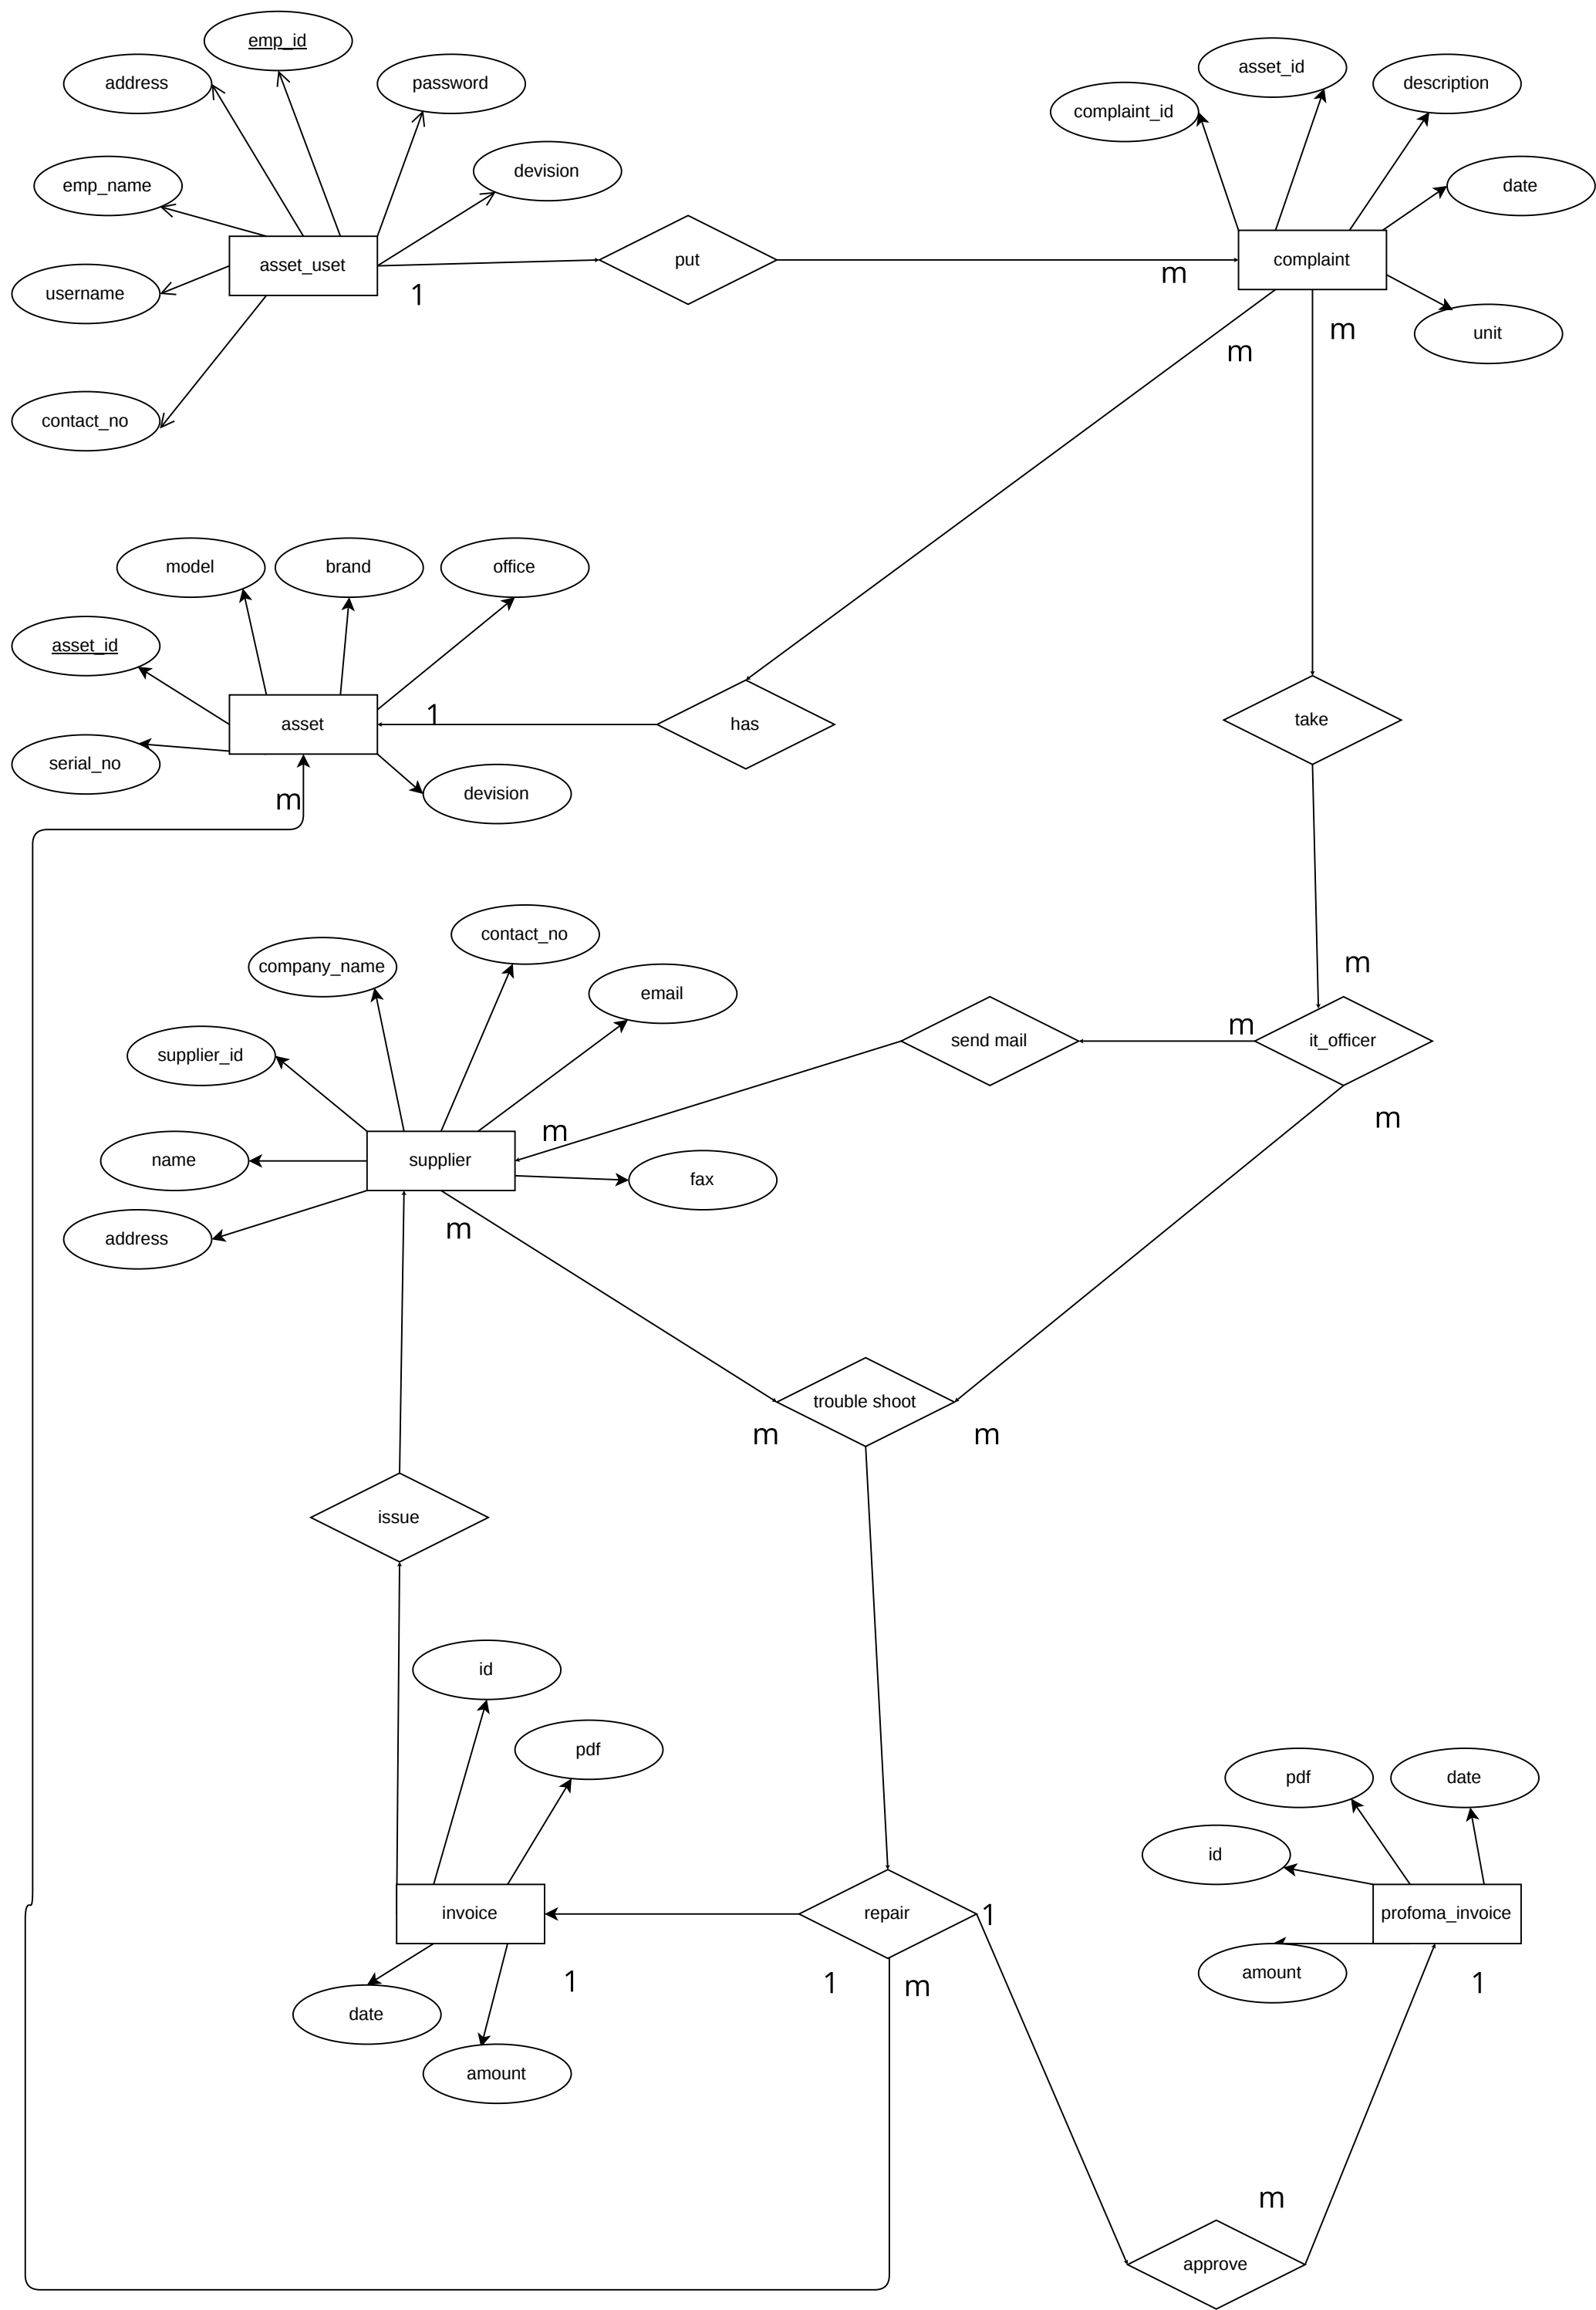 emp_id
address
password
asset_id
description
complaint_id
devision
emp_name
date
asset_uset
put
complaint
1
m
username
m
unit
m
contact_no
model
brand
office
asset_id
1
asset
has
take
serial_no
m
devision
contact_no
company_name
m
email
m
supplier_id
send mail
it_officer
m
m
name
supplier
fax
m
address
trouble shoot
m
m
issue
id
pdf
pdf
date
id
invoice
repair
1
profoma_invoice
1
1
m
amount
1
date
amount
m
approve